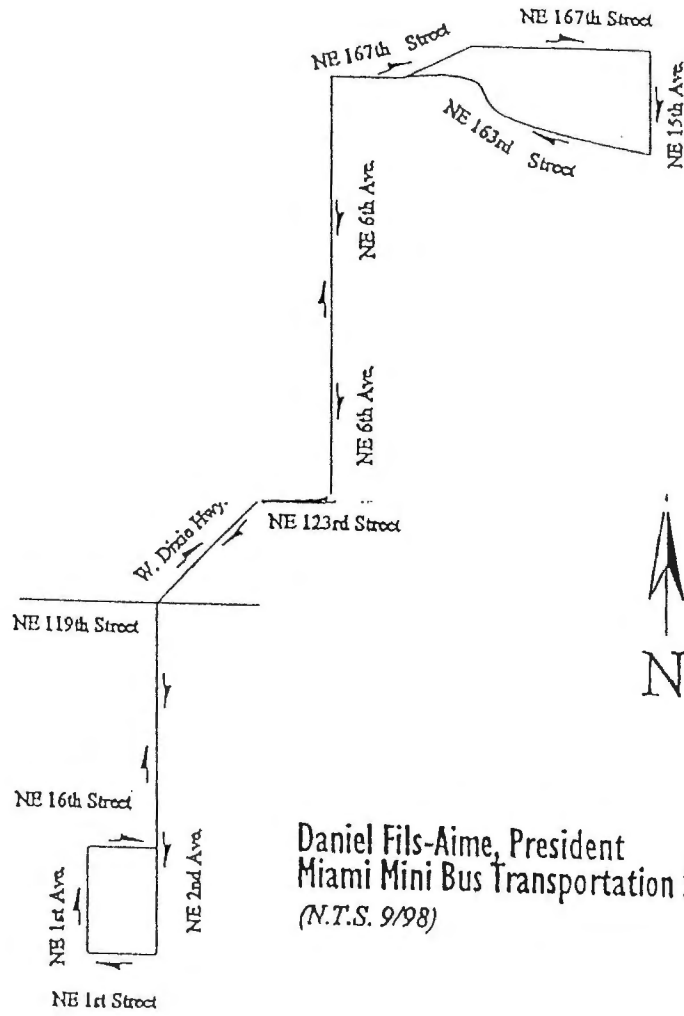 NE 167th Street
NE 167th Street
NE 15th Ave.
NE 163rd Street
NE 6th Ave.
NE 6th Ave.
W. Dixie Hwy.
NE 123rd Street
NE 119th Street
N
NE 16th Street
NE 1st Ave.
NE 2nd Ave.
NE 1st Street
Daniel Fils-Aime, President
Miami Mini Bus Transportation
(N.T.S. 9/98)